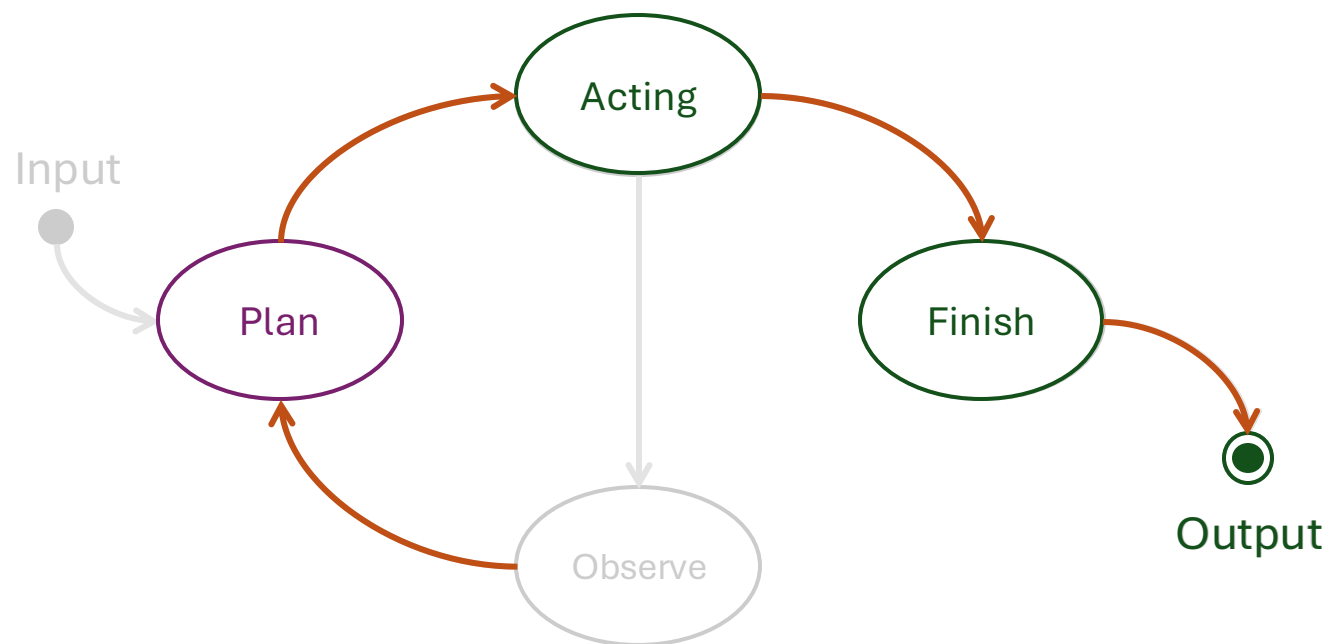 Acting
Input
Plan
Finish
Output
Observe